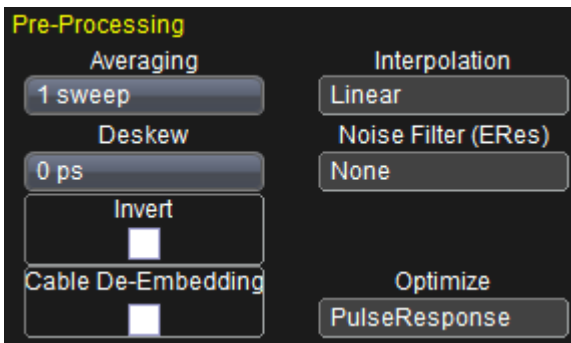 Pre-Processing
Averaging
Interpolation
1 sweep
Linear
Deskew
Noise Filter (ERes)
0 ps
None
Invert
Cable De-Embedding
Optimize
PulseResponse